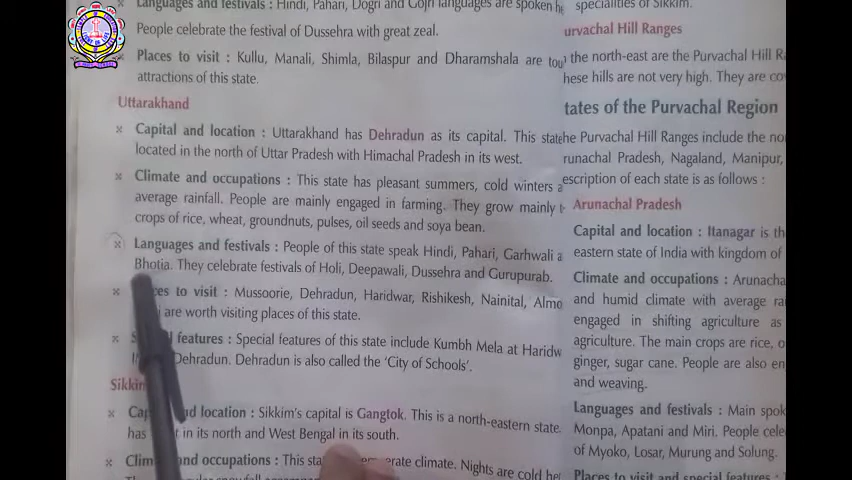 Languages and festivals : Hindi, Pahari, Dogri and Gojri languages are spoken he
People celebrate the festival of Dussehra with great zeal.
Places to visit : Kullu, Manali, Shimla, Bilaspur and Dharamshala are tou
attractions of this state.
Uttarakhand
Capital and location : Uttarakhand has Dehradun as its capital. This state
located in the north of Uttar Pradesh with Himachal Pradesh in its west.
Climate and occupations : This state has pleasant summers, cold winters a
average rainfall. People are mainly engaged in farming. They grow mainly t
crops of rice, wheat, groundnuts, pulses, oil seeds and soya bean.
Languages and festivals : People of this state speak Hindi, Pahari, Garhwali a
Bhotia. They celebrate festivals of Holi, Deepawali, Dussehra and Gurupurab.
ces to visit : Mussoorie, Dehradun, Haridwar, Rishikesh, Nainital, Almo
are worth visiting places of this state.
features : Special features of this state include Kumbh Mela at Haridw
Dehradun. Dehradun is also called the 'City of Schools'.
Sikki
Cap nd location : Sikkim's capital is Gangtok. This is a north-eastern state.
has t in its north and West Bengal in its south.
Clim nd occupations : This sta erate climate. Nights are cold her
specialities of Sikkim.
urvachal Hill Ranges
the north-east are the Purvachal Hill Ra
hese hills are not very high. They are co
tates of the Purvachal Region
he Purvachal Hill Ranges include the no
runachal Pradesh, Nagaland, Manipur,
escription of each state is as follows :
Arunachal Pradesh
Capital and location : Itanagar is th
eastern state of India with kingdom of
Climate and occupations : Arunacha
and humid climate with average ra
engaged in shifting agriculture as
agriculture. The main crops are rice,
ginger, sugar cane. People are also en
and weaving.
Languages and festivals : Main spok
Monpa, Apatani and Miri. People cele
of Myoko, Losar, Murung and Solung.
Places to visit and special features :